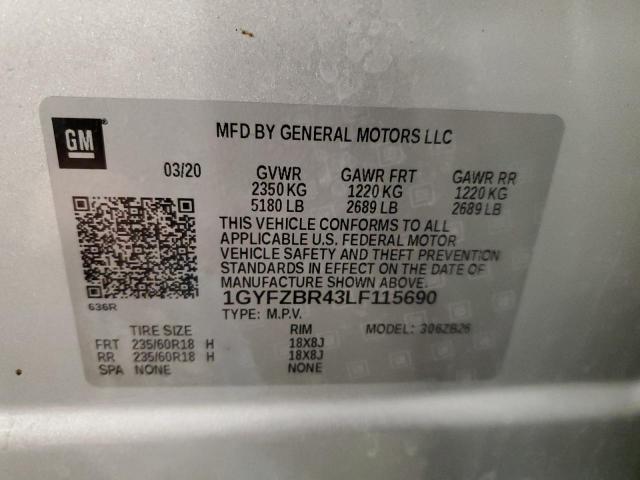 GM
MFD BY GENERAL MOTORS LLC
03/20 GVWR GAWR FRT GAWR RR
2350 KG 1220 KG 1220 KG
5180 LB 2689 LB 2689 LB
THIS VEHICLE CONFORMS TO ALL
APPLICABLE U.S. FEDERAL MOTOR
VEHICLE SAFETY AND THEFT PREVENTION
STANDARDS IN EFFECT ON THE DATE
OF MANUFACTURE SHOWN ABOVE.
636R
1GYFZBR43LF115690
TYPE: M.P.V. MODEL: 306ZB26
TIRE SIZE RIM
FRT 235/60R18 H 18X8J
RR 235/60R18 H 18X8J
SPA NONE NONE